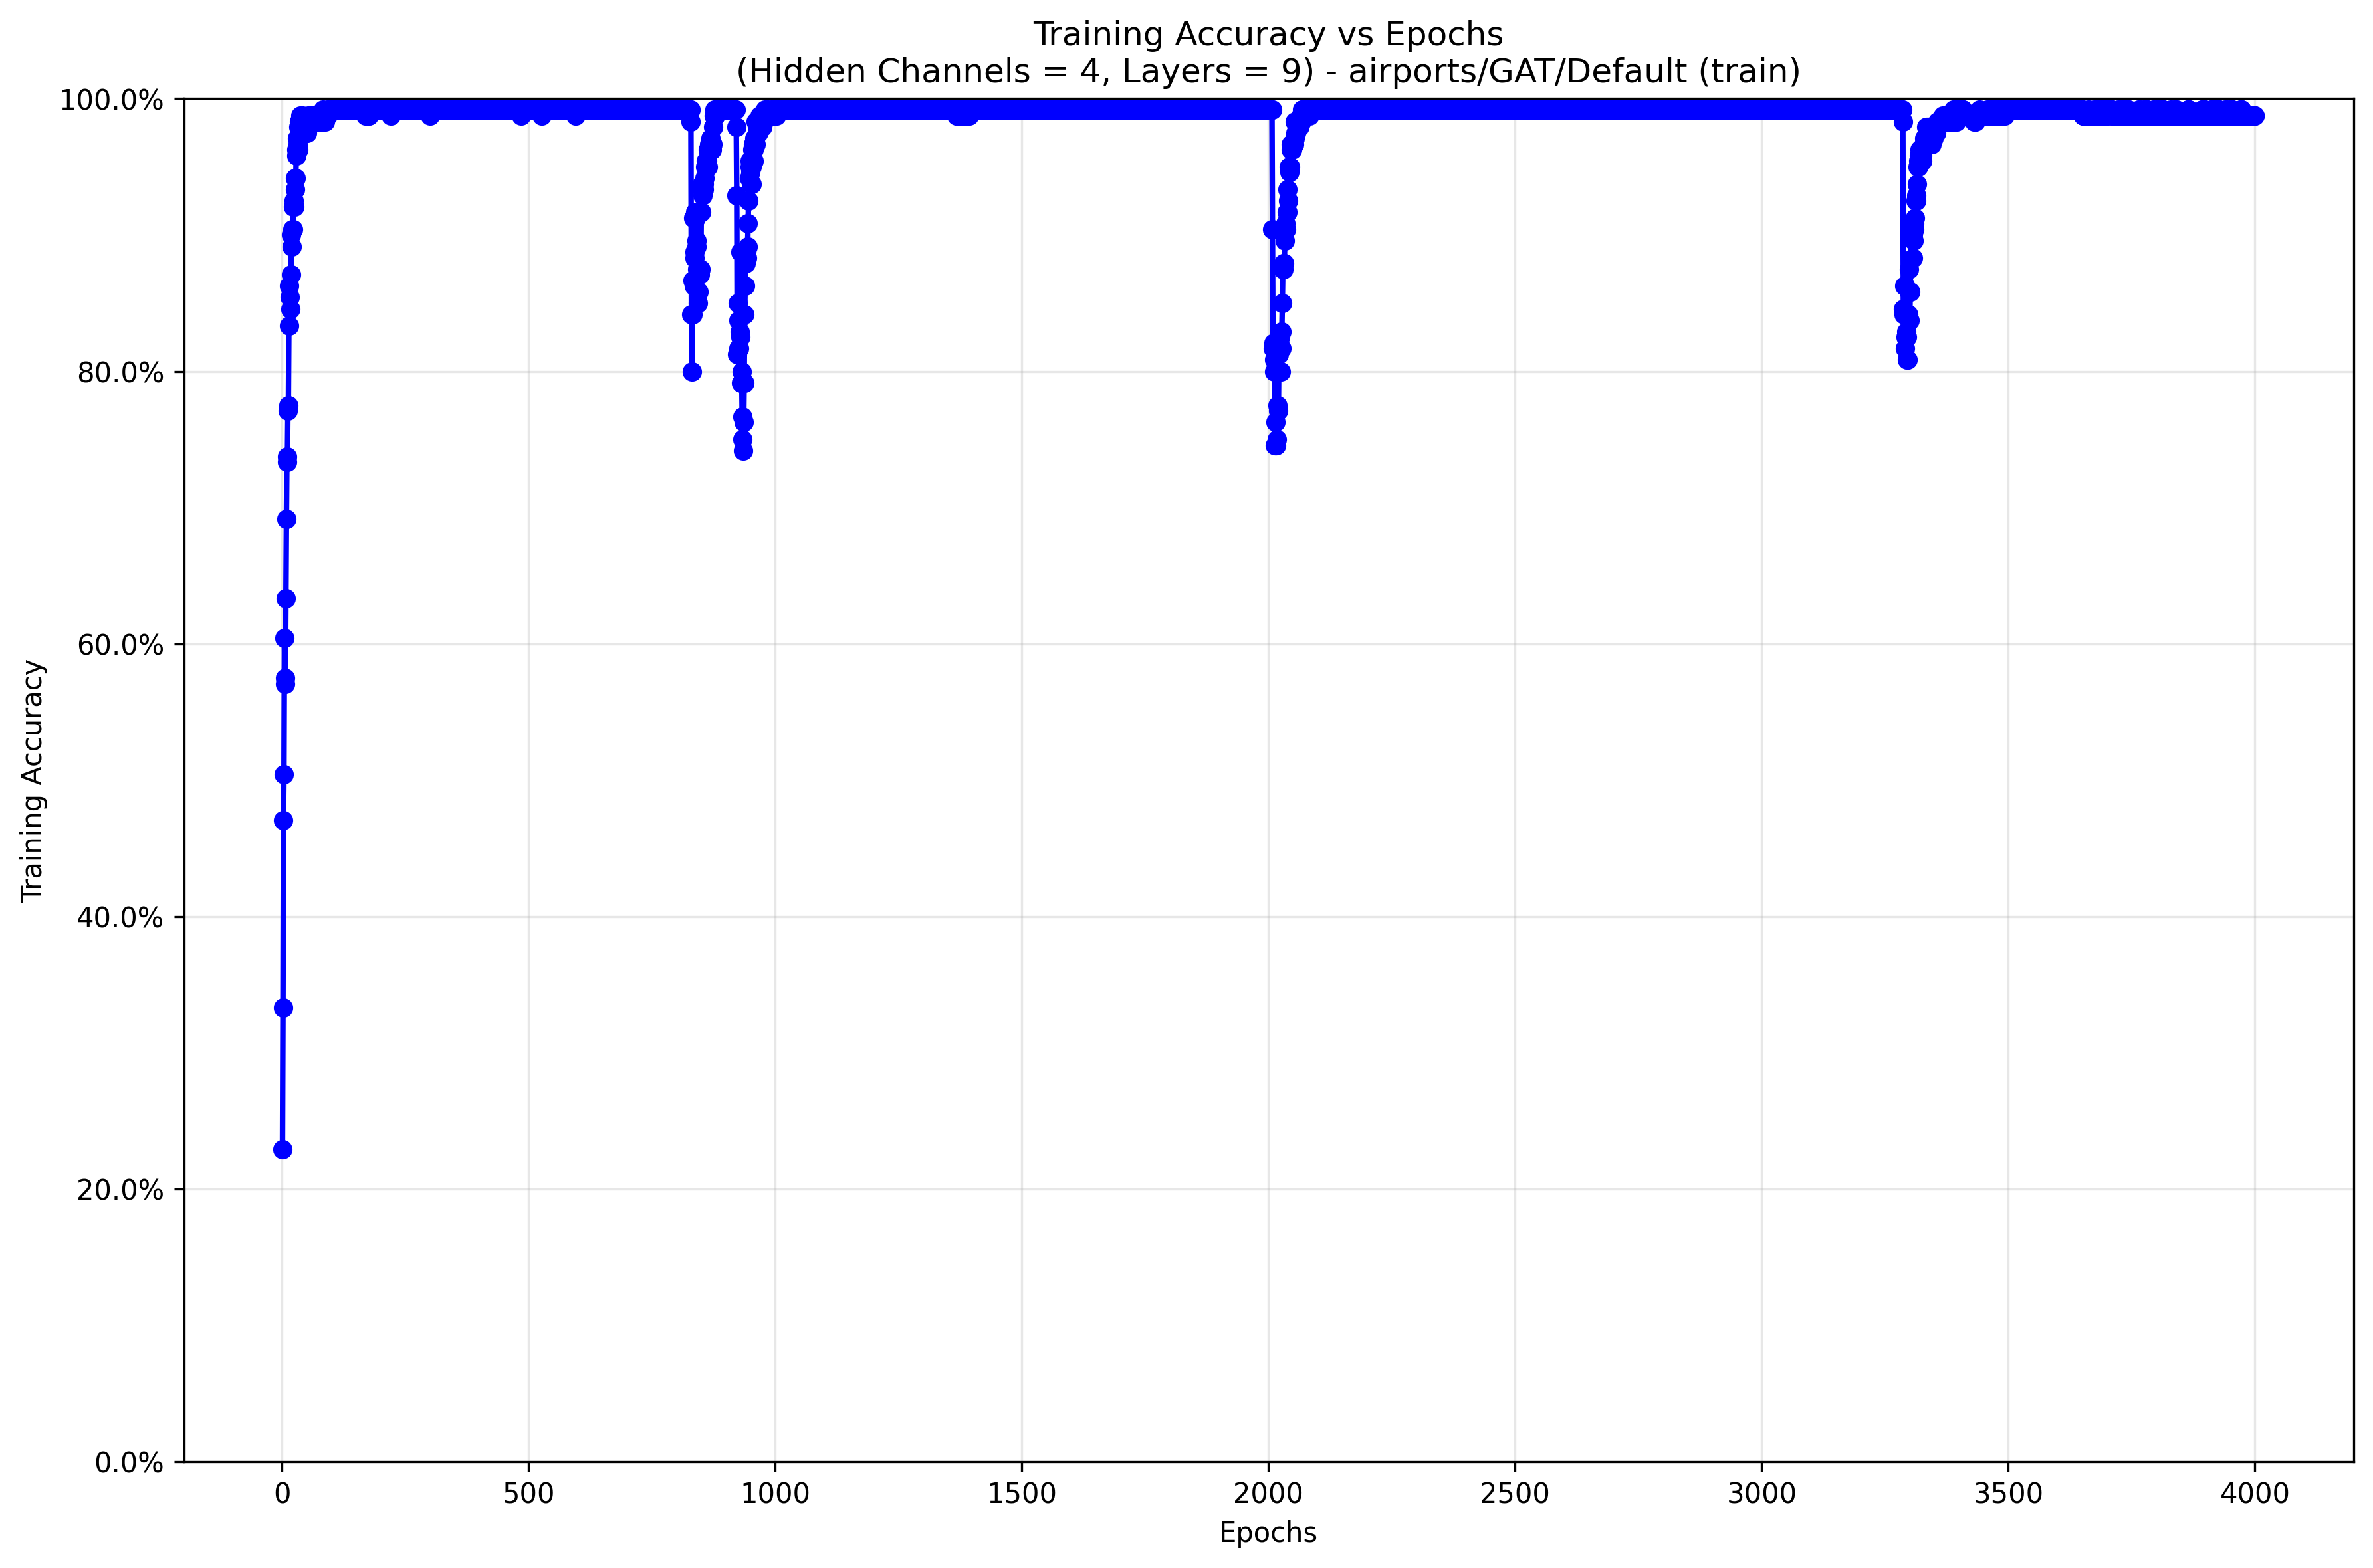 Training Accuracy vs Epochs
(Hidden Channels = 4, Layers = 9) - airports/GAT/Default (train)
100.0%
80.0%
60.0%
40.0%
20.0%
0.0%
Training Accuracy
0 500 1000 1500 2000 2500 3000 3500 4000
Epochs